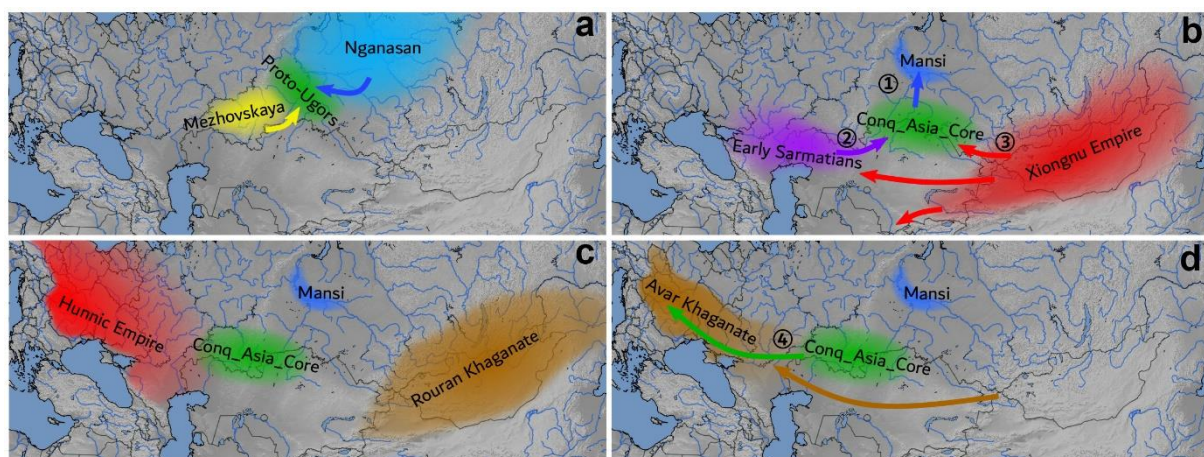 a
Nganasan
Proto-Ugors
Mezhovskaya
b
Mansi
①
Conq_Asia_Core
②
③
Early Sarmatians
Xiongnu Empire
c
Mansi
Hunnic Empire
Conq_Asia_Core
Rouran Khaganate
d
Mansi
Avar Khaganate
④
Conq_Asia_Core